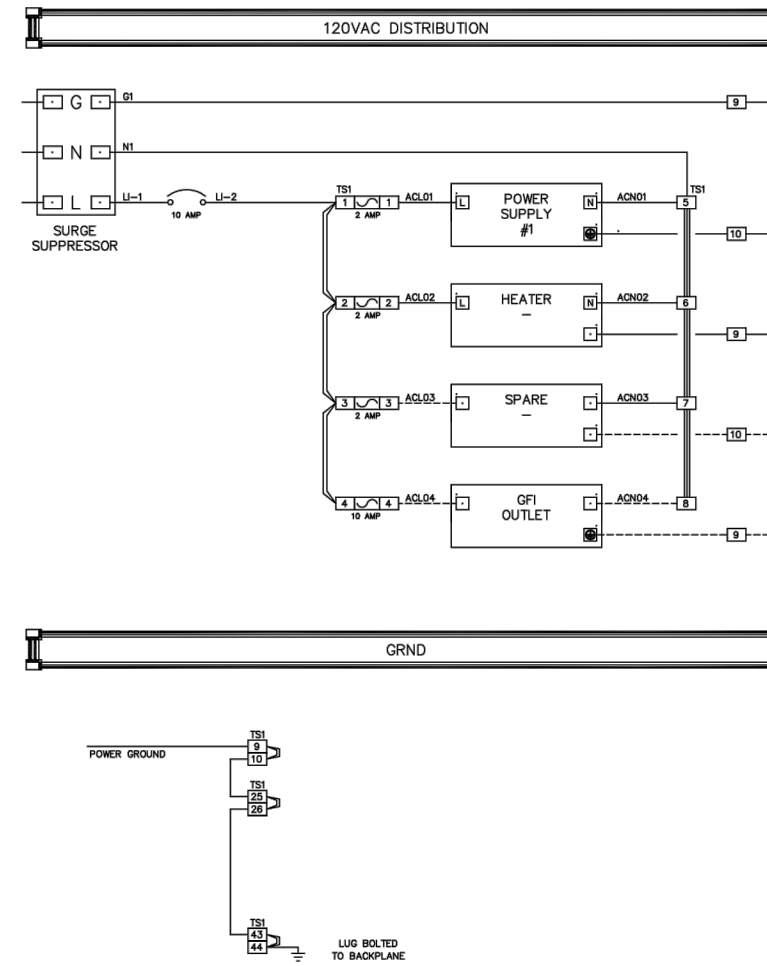 120VAC DISTRIBUTION
G
G1
9
N
N1
L
LI-1
10 AMP
LI-2
SURGE
SUPPRESSOR
TS1
1 1
2 AMP
ACL01
L
POWER
SUPPLY
#1
N
ACN01
TS1
5
10
2 2
2 AMP
ACL02
L
HEATER
–
N
ACN02
6
9
3 3
2 AMP
ACL03
SPARE
–
ACN03
7
10
4 4
10 AMP
ACL04
GFI
OUTLET
ACN04
8
9
GRND
POWER GROUND
TS1
9
10
TS1
25
26
TS1
43
44
LUG BOLTED
TO BACKPLANE